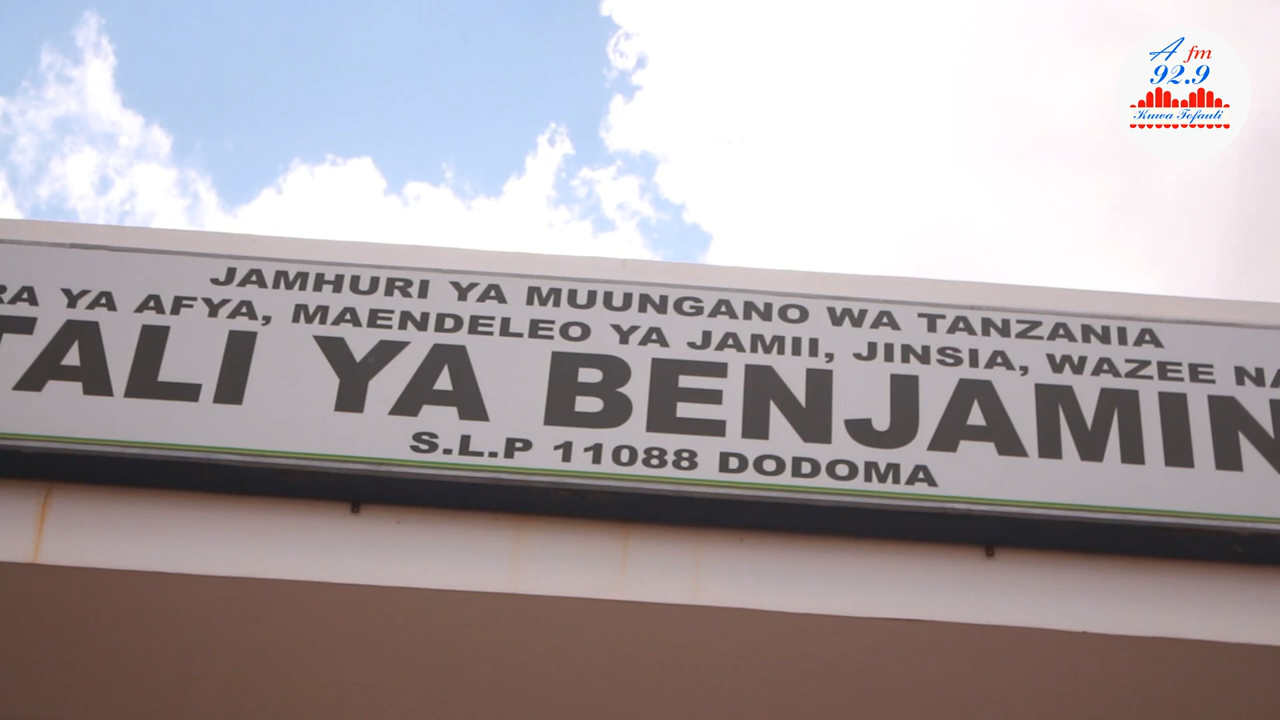 A fm
92.9
Kuwa Tofauti
JAMHURI YA MUUNGANO WA TANZANIA
RA YA AFYA, MAENDELEO YA JAMII, JINSIA, WAZEE NA
TALI YA BENJAMIN
S.L.P 11088 DODOMA